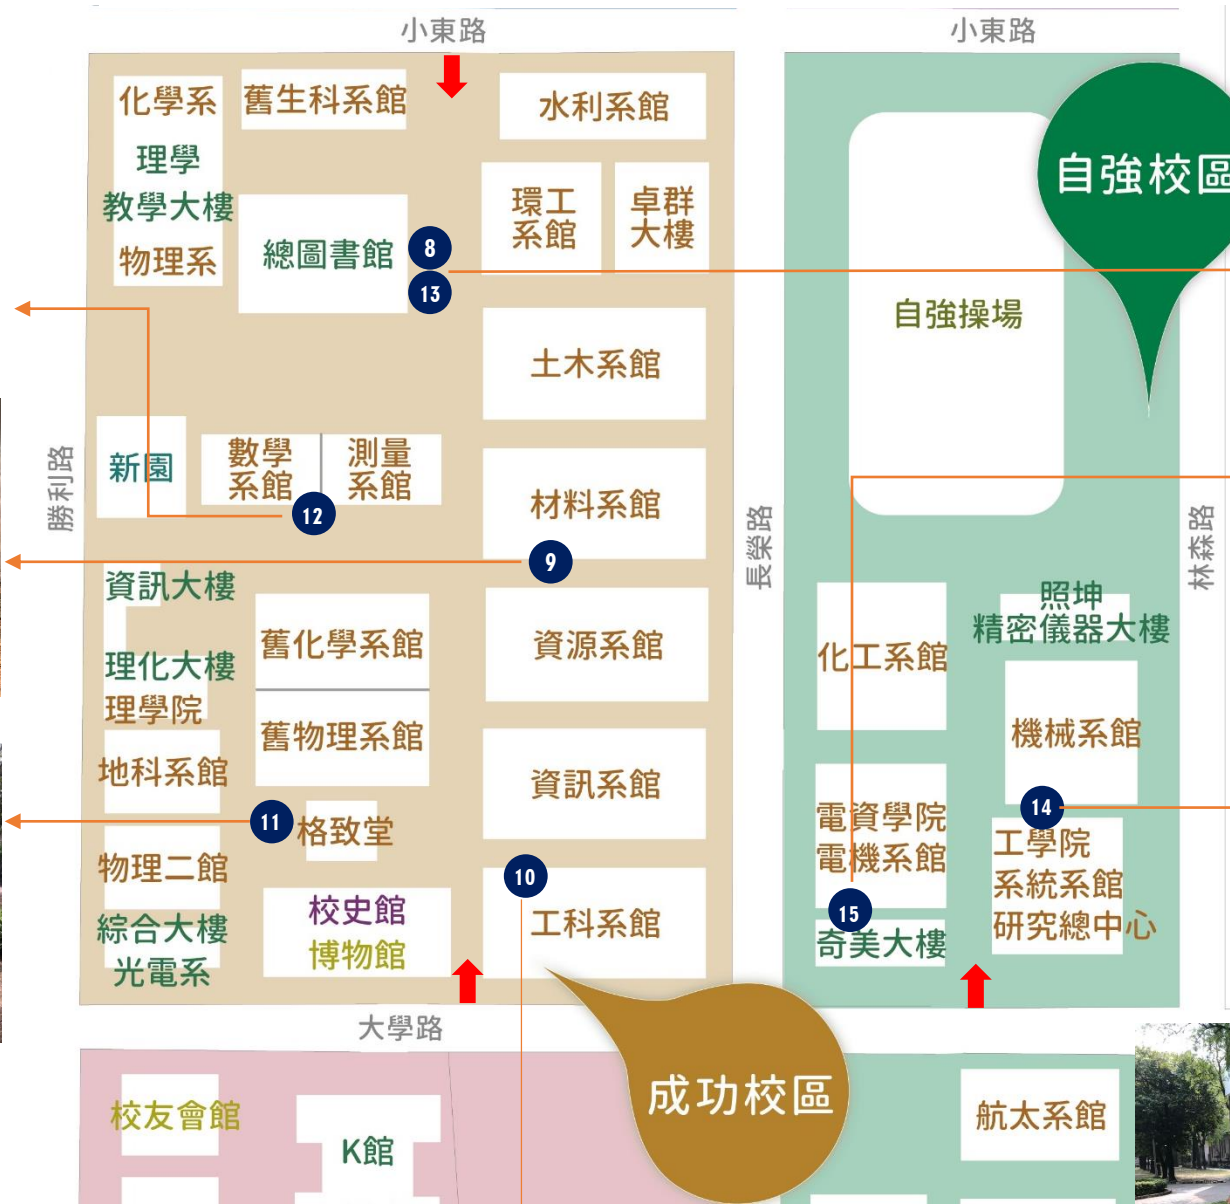 小東路
小東路
化學系
理學
教學大樓
物理系
舊生科系館
水利系館
環工
系館
卓群
大樓
總圖書館
8
13
自強校區
自強操場
土木系館
勝利路
新園
數學
系館
測量
系館
12
材料系館
9
長榮路
林森路
資訊大樓
理化大樓
理學院
舊化學系館
資源系館
舊物理系館
地科系館
資訊系館
11
格致堂
物理二館
綜合大樓
光電系
校史館
博物館
10
工科系館
化工系館
照坤
精密儀器大樓
機械系館
電資學院
電機系館
14
工學院
系統系館
研究總中心
15
奇美大樓
大學路
成功校區
校友會館
K館
航太系館